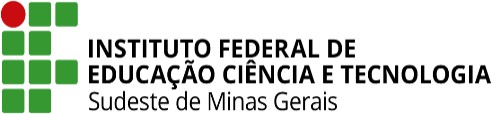 INSTITUTO FEDERAL DE
EDUCAÇÃO CIÊNCIA E TECNOLOGIA
Sudeste de Minas Gerais